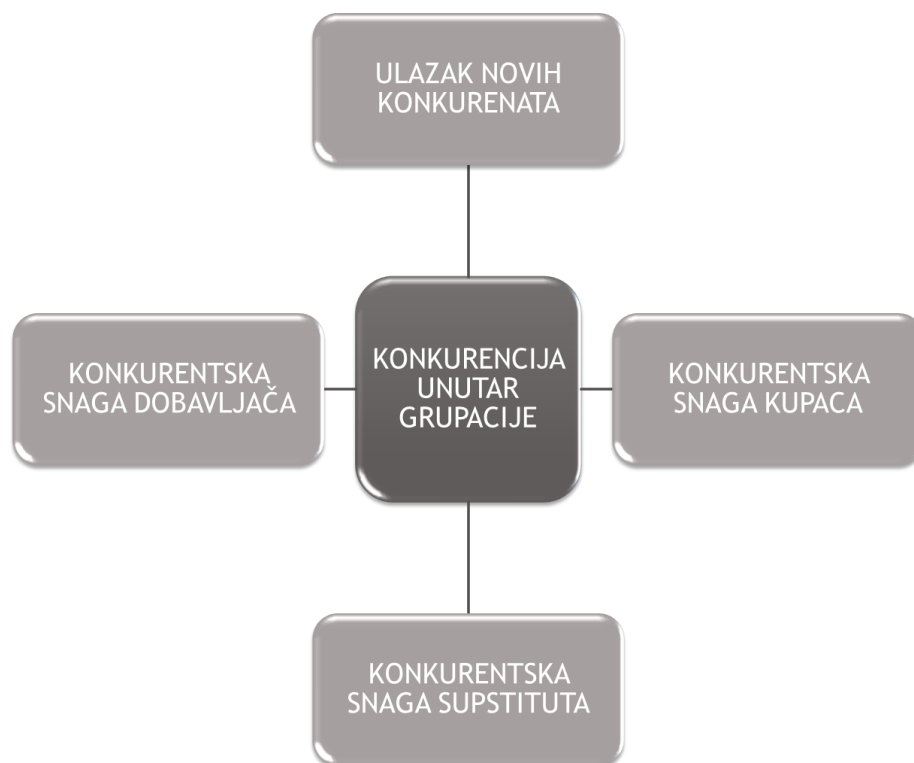 ULAZAK NOVIH
KONKURENATA
KONKURENTSKA
SNAGA DOBAVLJAČA
KONKURENCIJA
UNUTAR
GRUPACIJE
KONKURENTSKA
SNAGA KUPACA
KONKURENTSKA
SNAGA SUPSTITUTA